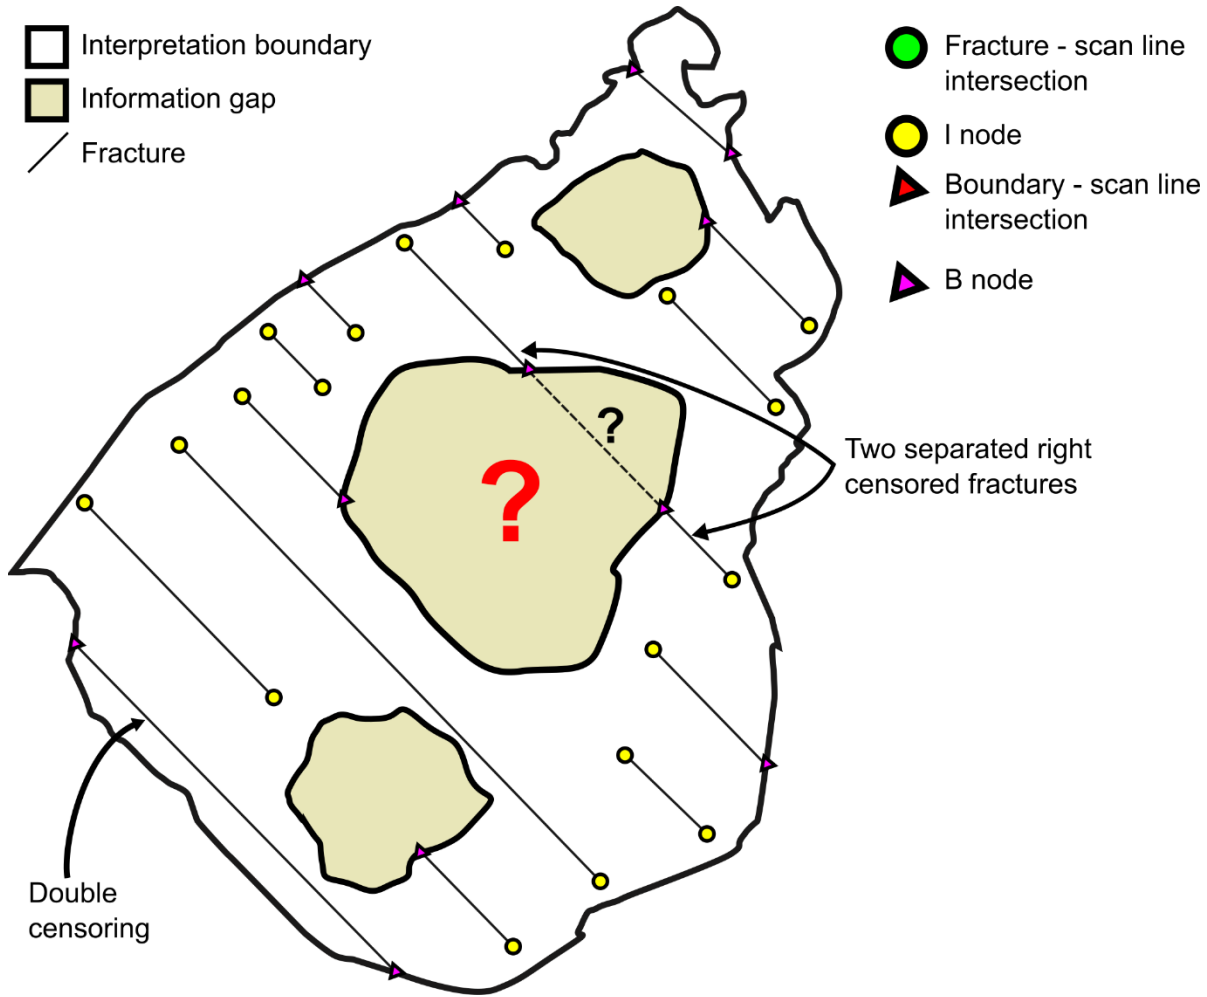 Interpretation boundary
Information gap
Fracture
Fracture - scan line
intersection
I node
Boundary - scan line
intersection
B node
?
?
Two separated right
censored fractures
Double
censoring